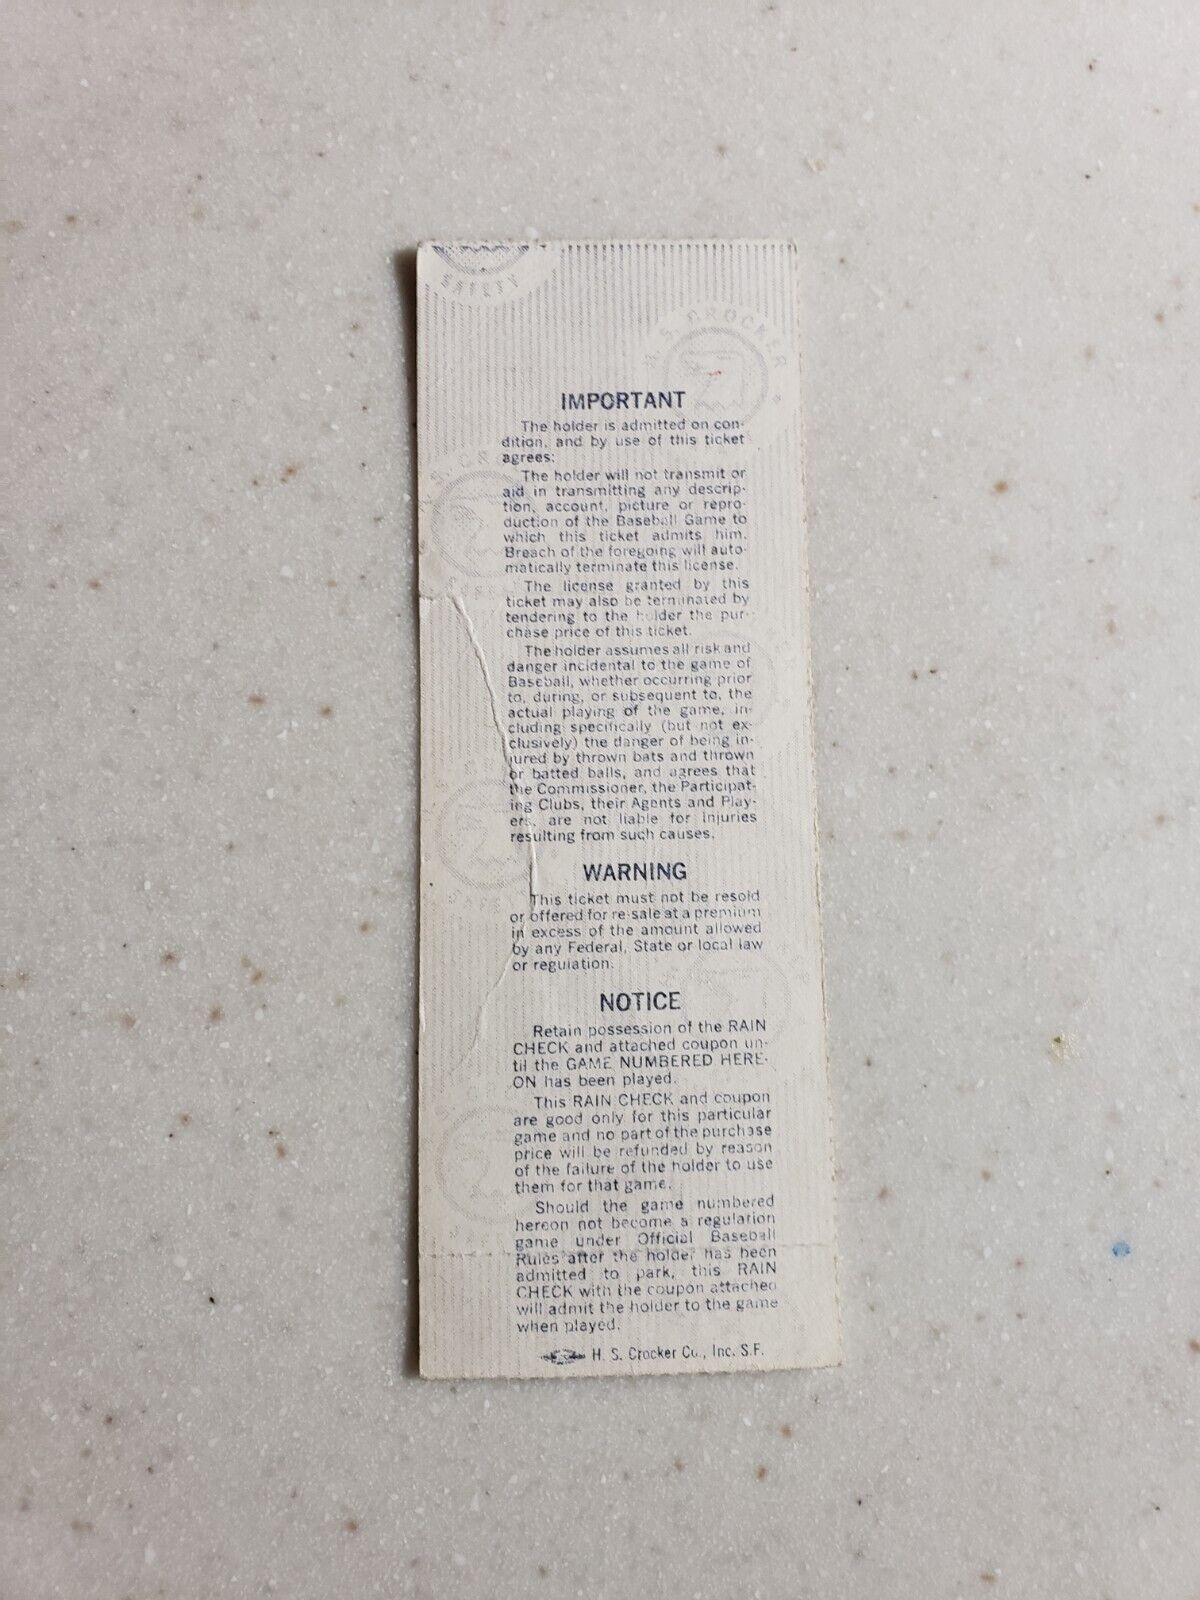 SAFETY
S. CROCKER
IMPORTANT
The holder is admitted on con-
dition, and by use of this ticket
agrees:
The holder will not transmit or
aid in transmitting any descrip-
tion, account, picture or repro-
duction of the Baseball Game to
which this ticket admits him.
Breach of the foregoing will auto-
matically terminate this license.
The license granted by this
ticket may also be terminated by
tendering to the holder the pur-
chase price of this ticket.
The holder assumes all risk and
danger incidental to the game of
Baseball, whether occurring prior
to, during, or subsequent to, the
actual playing of the game, in-
cluding specifically (but not ex-
clusively) the danger of being in-
jured by thrown bats and thrown
or batted balls, and agrees that
the Commissioner, the Participat-
ing Clubs, their Agents and Play-
ers, are not liable for injuries
resulting from such causes.
WARNING
This ticket must not be resold
or offered for re-sale at a premium
in excess of the amount allowed
by any Federal, State or local law
or regulation.
NOTICE
Retain possession of the RAIN
CHECK and attached coupon un-
til the GAME NUMBERED HERE-
ON has been played.
This RAIN CHECK and coupon
are good only for this particular
game and no part of the purchase
price will be refunded by reason
of the failure of the holder to use
them for that game.
Should the game numbered
hereon not become a regulation
game under Official Baseball
Rules after the holder has been
admitted to park, this RAIN
CHECK with the coupon attached
will admit the holder to the game
when played.
H. S. Crocker Co., Inc. S.F.